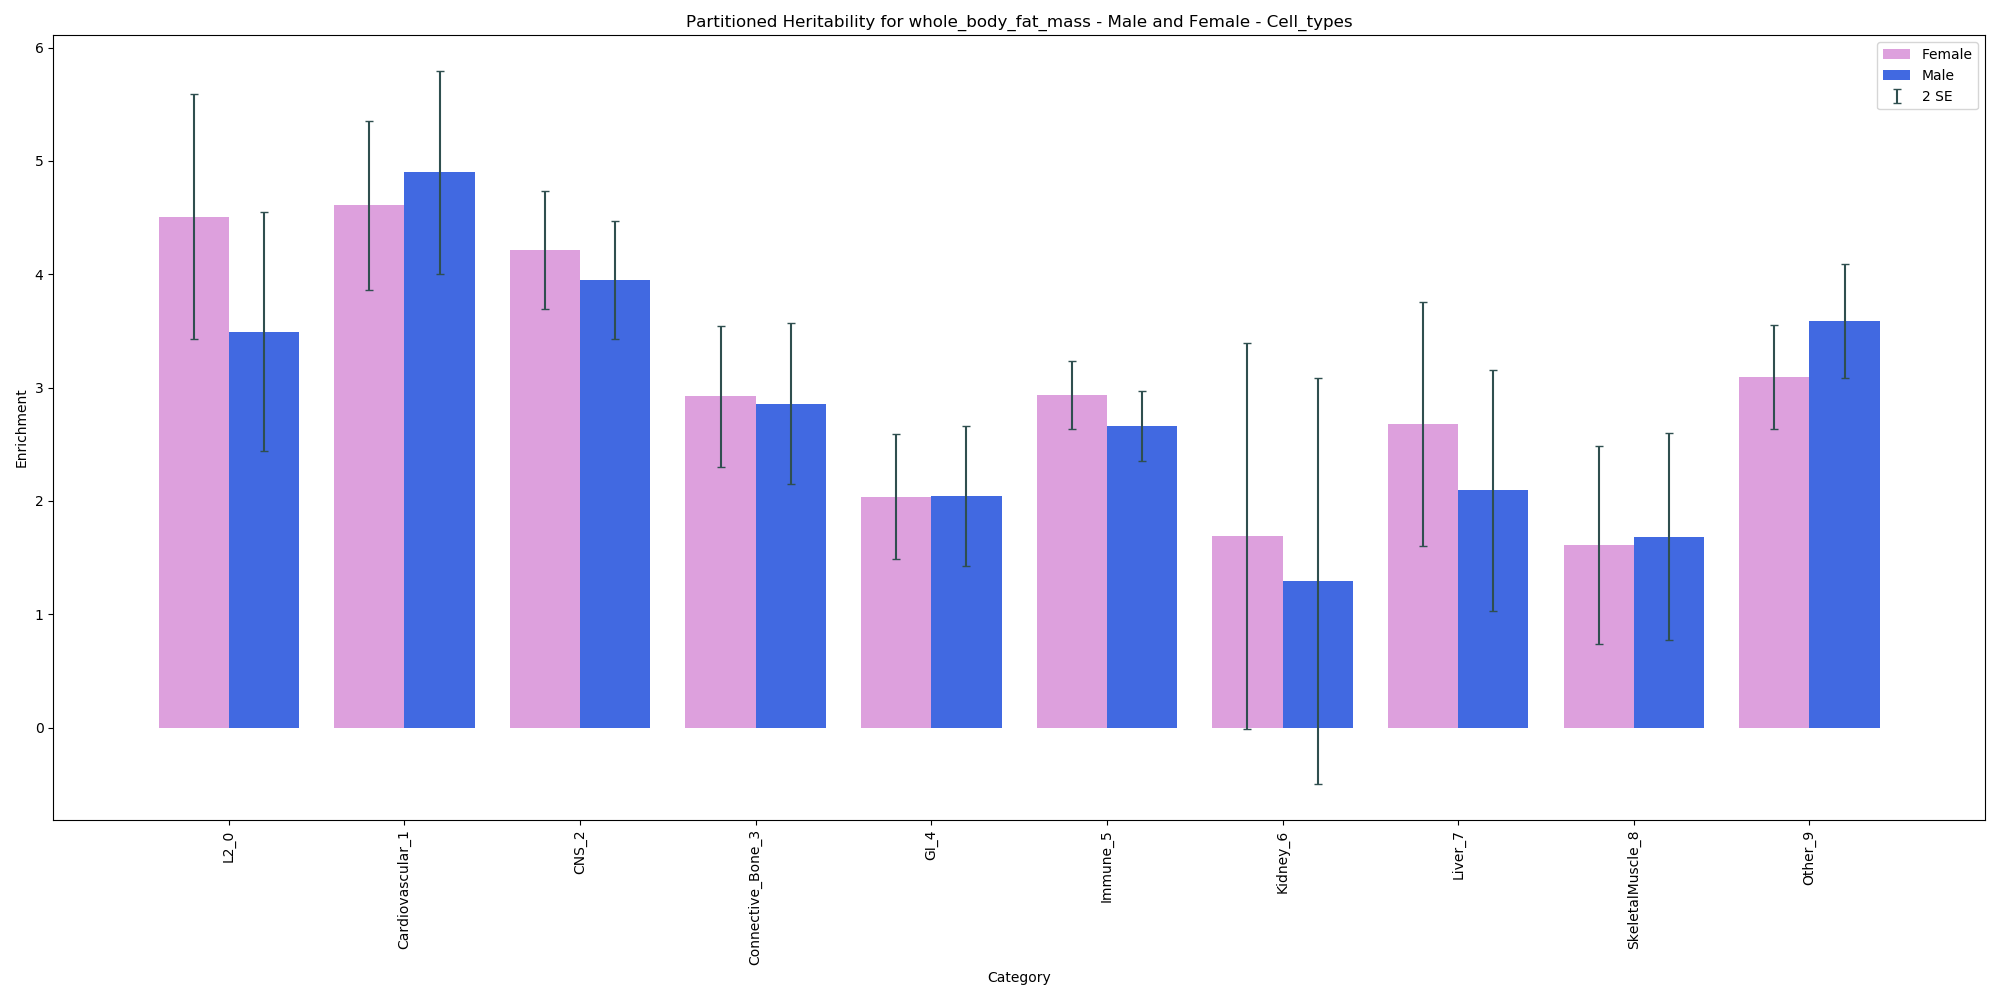 Partitioned Heritability for whole_body_fat_mass - Male and Female - Cell_types
Female
Male
2 SE
Enrichment
6
5
4
3
2
1
0
L2_0
Cardiovascular_1
CNS_2
Connective_Bone_3
GI_4
Immune_5
Kidney_6
Liver_7
SkeletalMuscle_8
Other_9
Category